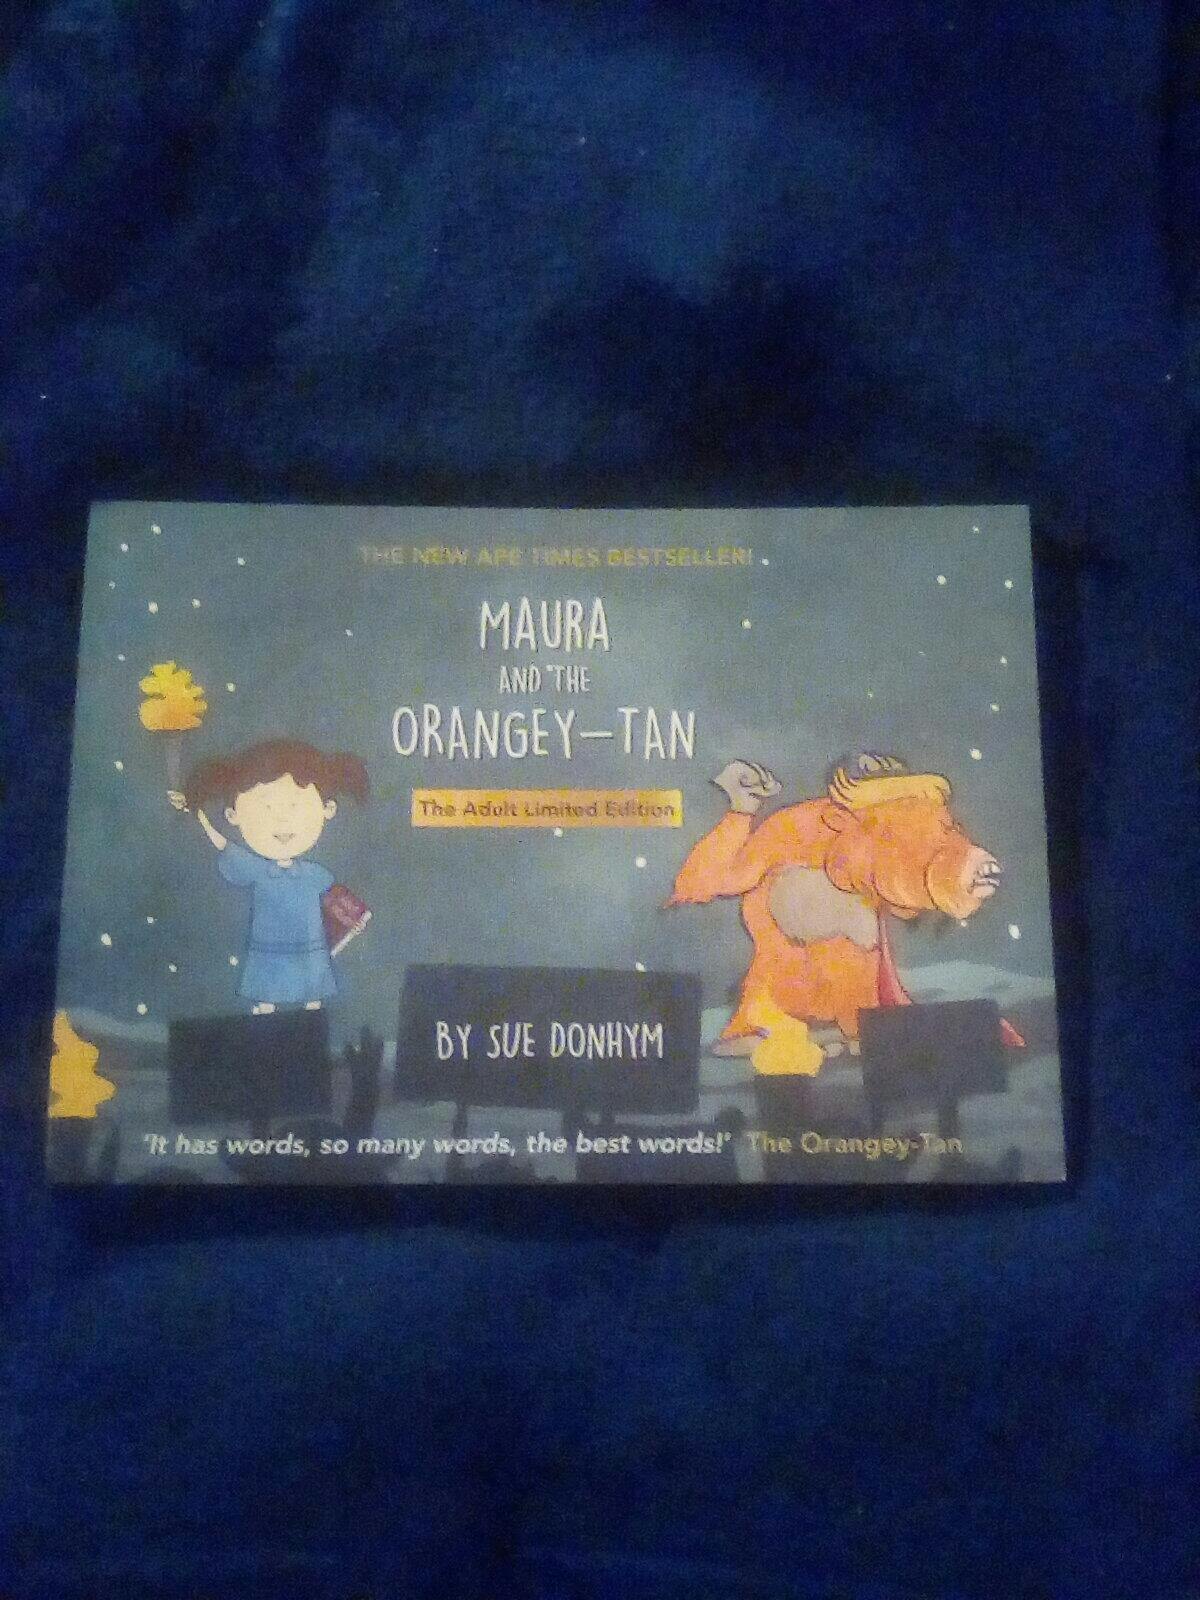 THE NEW APE TIMES BESTSELLER!
MAURA
AND THE
ORANGEY-TAN
The Adult Limited Edition
BY SUE DONHYM
'It has words, so many words, the best words!' The Orangey-Tan